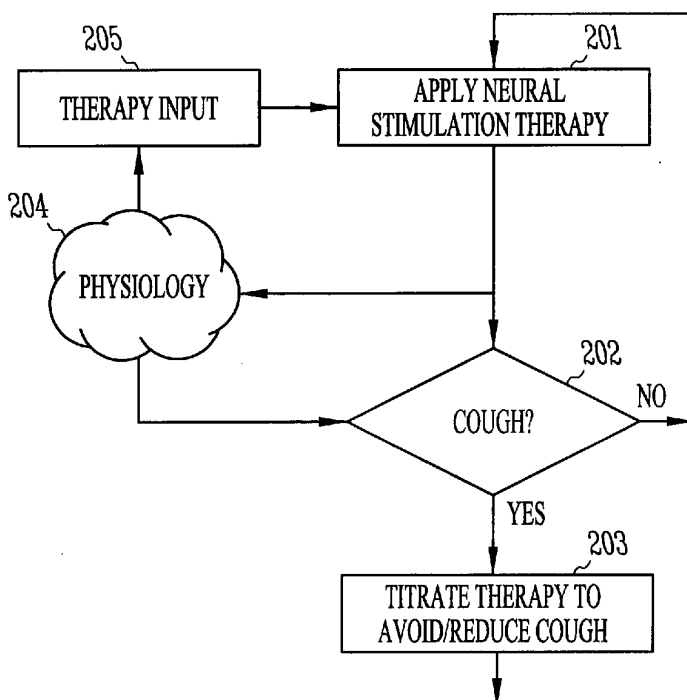 205
THERAPY INPUT
201
APPLY NEURAL
STIMULATION THERAPY
204
PHYSIOLOGY
202
COUGH?
NO
YES
203
TITRATE THERAPY TO
AVOID/REDUCE COUGH